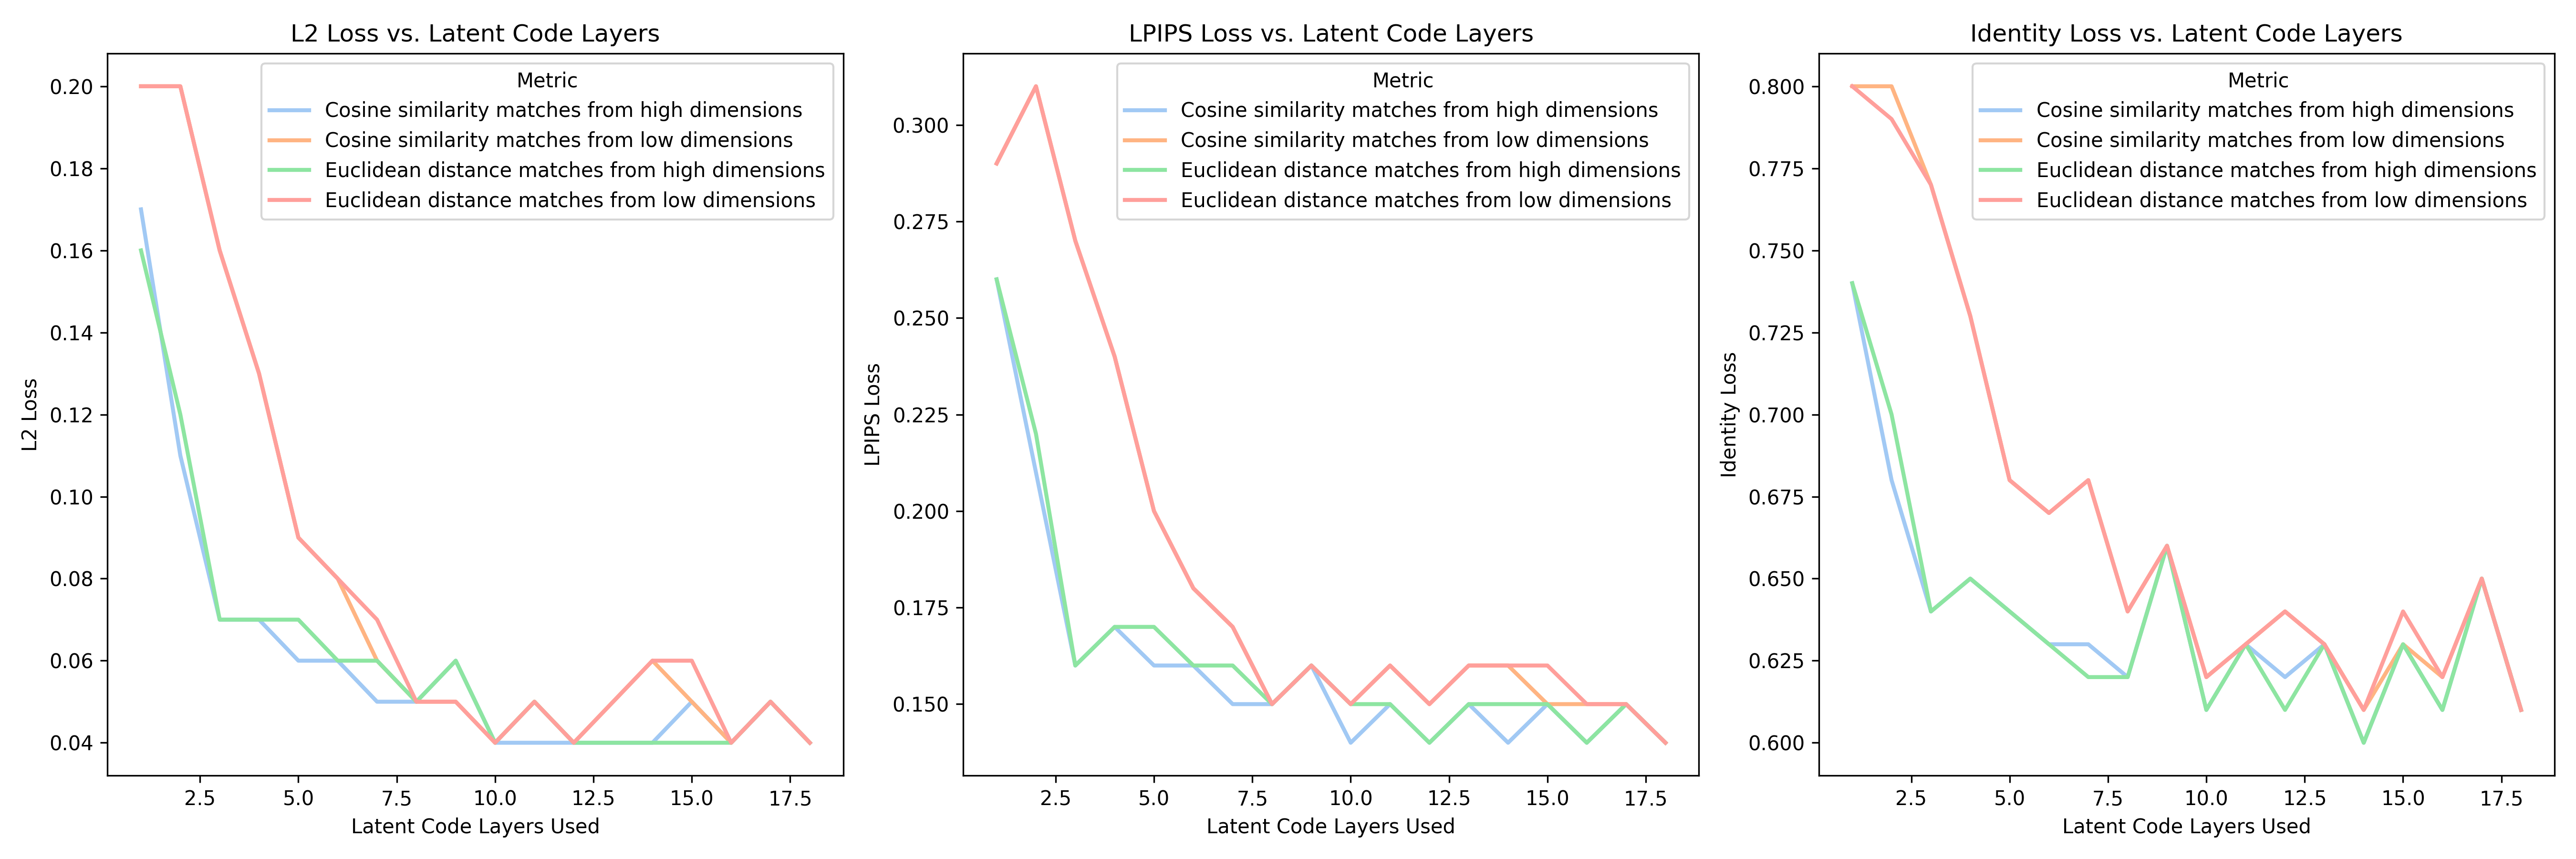 L2 Loss vs. Latent Code Layers
Metric
Cosine similarity matches from high dimensions
Cosine similarity matches from low dimensions
Euclidean distance matches from high dimensions
Euclidean distance matches from low dimensions
0.20
0.18
0.16
0.14
0.12
0.10
0.08
0.06
0.04
L2 Loss
2.5 5.0 7.5 10.0 12.5 15.0 17.5
Latent Code Layers Used
LPIPS Loss vs. Latent Code Layers
Metric
Cosine similarity matches from high dimensions
Cosine similarity matches from low dimensions
Euclidean distance matches from high dimensions
Euclidean distance matches from low dimensions
0.300
0.275
0.250
0.225
0.200
0.175
0.150
LPIPS Loss
2.5 5.0 7.5 10.0 12.5 15.0 17.5
Latent Code Layers Used
Identity Loss vs. Latent Code Layers
Metric
Cosine similarity matches from high dimensions
Cosine similarity matches from low dimensions
Euclidean distance matches from high dimensions
Euclidean distance matches from low dimensions
0.800
0.775
0.750
0.725
0.700
0.675
0.650
0.625
0.600
Identity Loss
2.5 5.0 7.5 10.0 12.5 15.0 17.5
Latent Code Layers Used